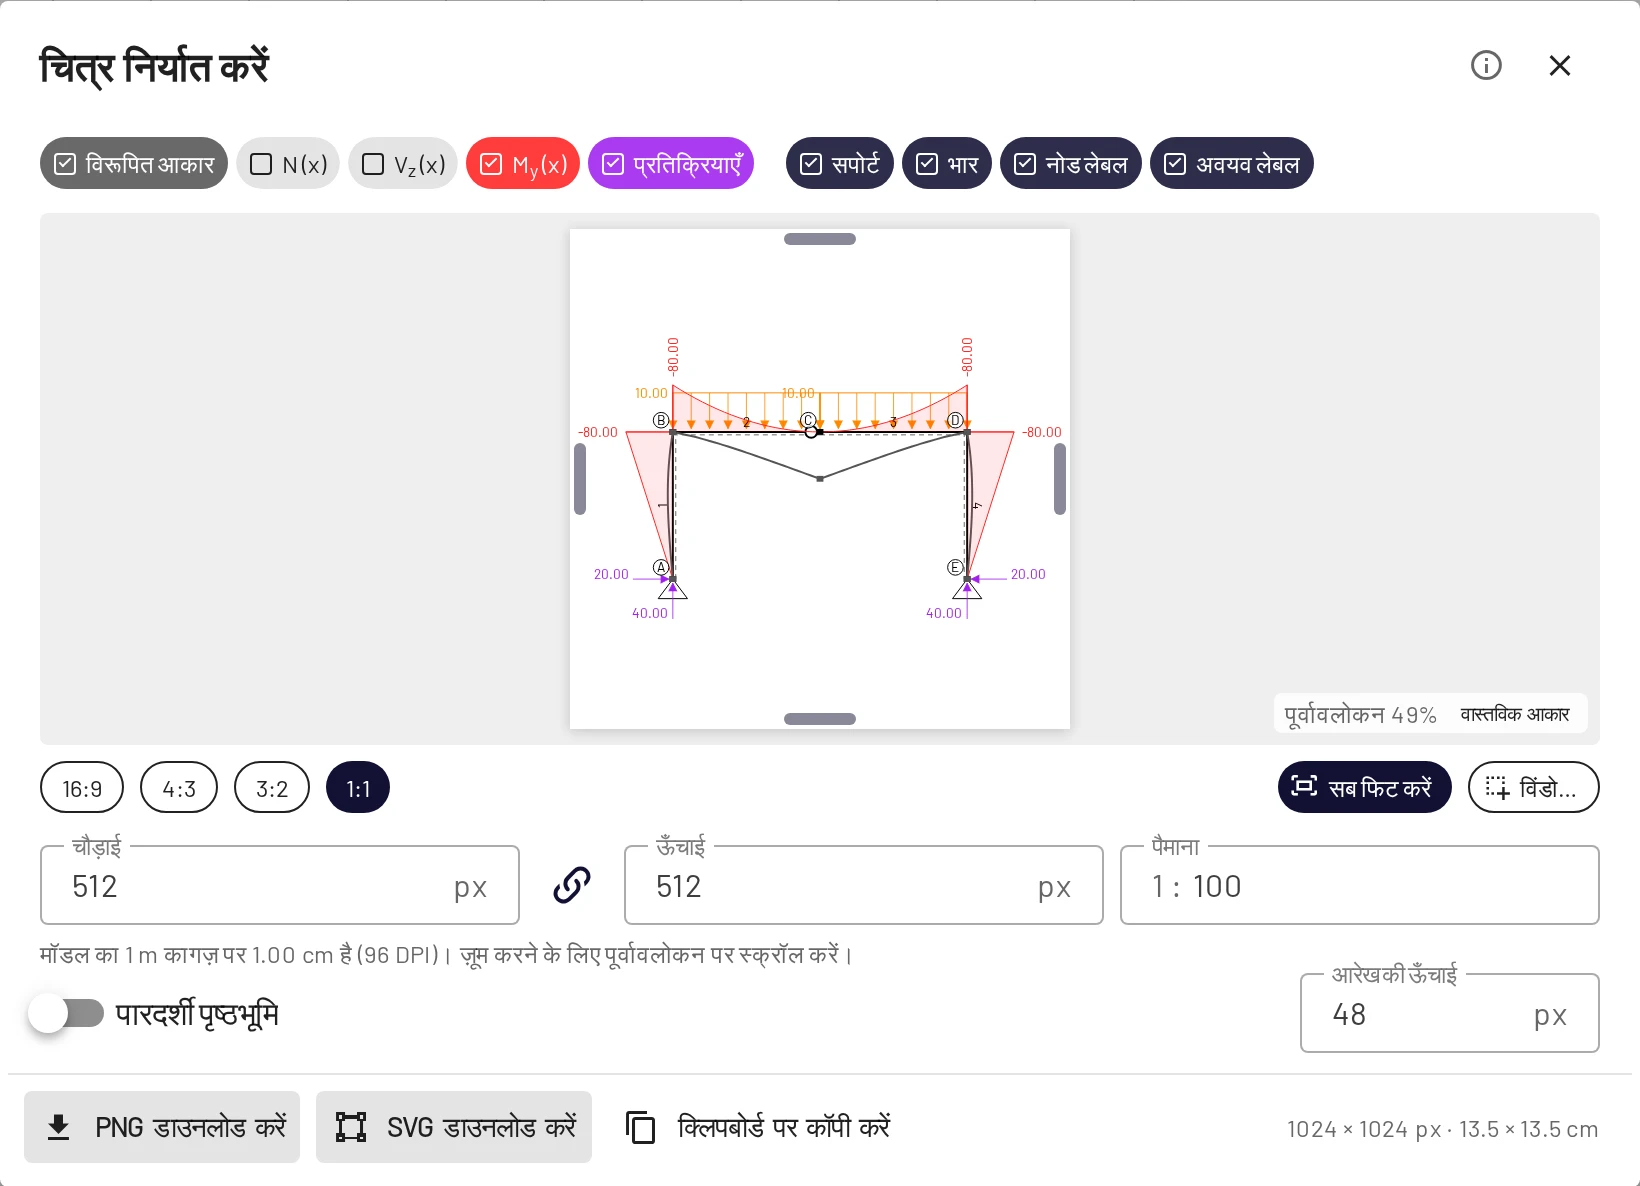 चित्र निर्यात करें
विरूपित आकार N(x) Vz(x) My(x) प्रतिक्रियाएँ सपोर्ट भार नोड लेबल अवयव लेबल
-80.00 -80.00
10.00 10.00
B 2 C 3 D
-80.00 -80.00
1 4
A E
20.00 20.00
40.00 40.00
पूर्वावलोकन 49% वास्तविक आकार
16:9 4:3 3:2 1:1 सब फिट करें विंडो...
चौड़ाई ऊँचाई पैमाना
512 px 512 px 1 : 100
मॉडल का 1 m कागज़ पर 1.00 cm है (96 DPI)। ज़ूम करने के लिए पूर्वावलोकन पर स्क्रॉल करें।
आरेख की ऊँचाई
पारदर्शी पृष्ठभूमि 48 px
PNG डाउनलोड करें SVG डाउनलोड करें क्लिपबोर्ड पर कॉपी करें 1024 × 1024 px · 13.5 × 13.5 cm